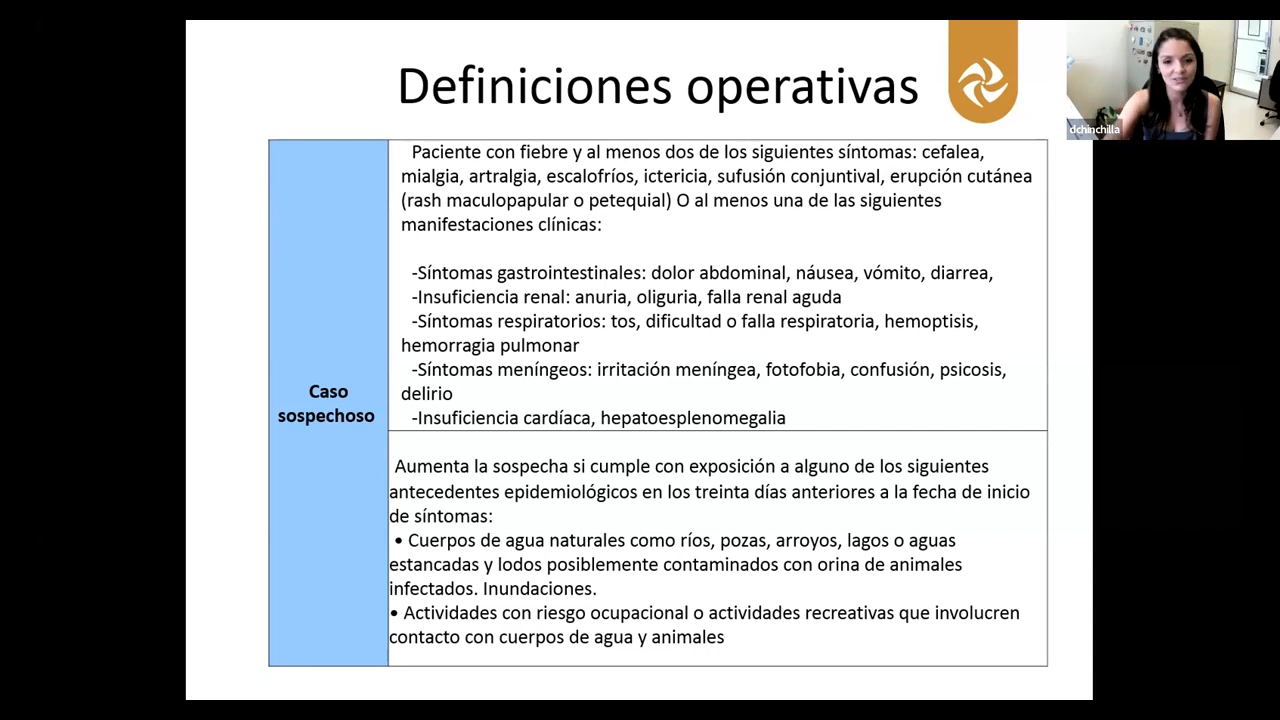 Definiciones operativas
dchinchilla
Paciente con fiebre y al menos dos de los siguientes síntomas: cefalea,
mialgia, artralgia, escalofríos, ictericia, sufusión conjuntival, erupción cutánea
(rash maculopapular o petequial) O al menos una de las siguientes
manifestaciones clínicas:
-Síntomas gastrointestinales: dolor abdominal, náusea, vómito, diarrea,
-Insuficiencia renal: anuria, oliguria, falla renal aguda
-Síntomas respiratorios: tos, dificultad o falla respiratoria, hemoptisis,
hemorragia pulmonar
-Síntomas meníngeos: irritación meníngea, fotofobia, confusión, psicosis,
delirio
-Insuficiencia cardíaca, hepatoesplenomegalia
Caso
sospechoso
Aumenta la sospecha si cumple con exposición a alguno de los siguientes
antecedentes epidemiológicos en los treinta días anteriores a la fecha de inicio
de síntomas:
• Cuerpos de agua naturales como ríos, pozas, arroyos, lagos o aguas
estancadas y lodos posiblemente contaminados con orina de animales
infectados. Inundaciones.
• Actividades con riesgo ocupacional o actividades recreativas que involucren
contacto con cuerpos de agua y animales